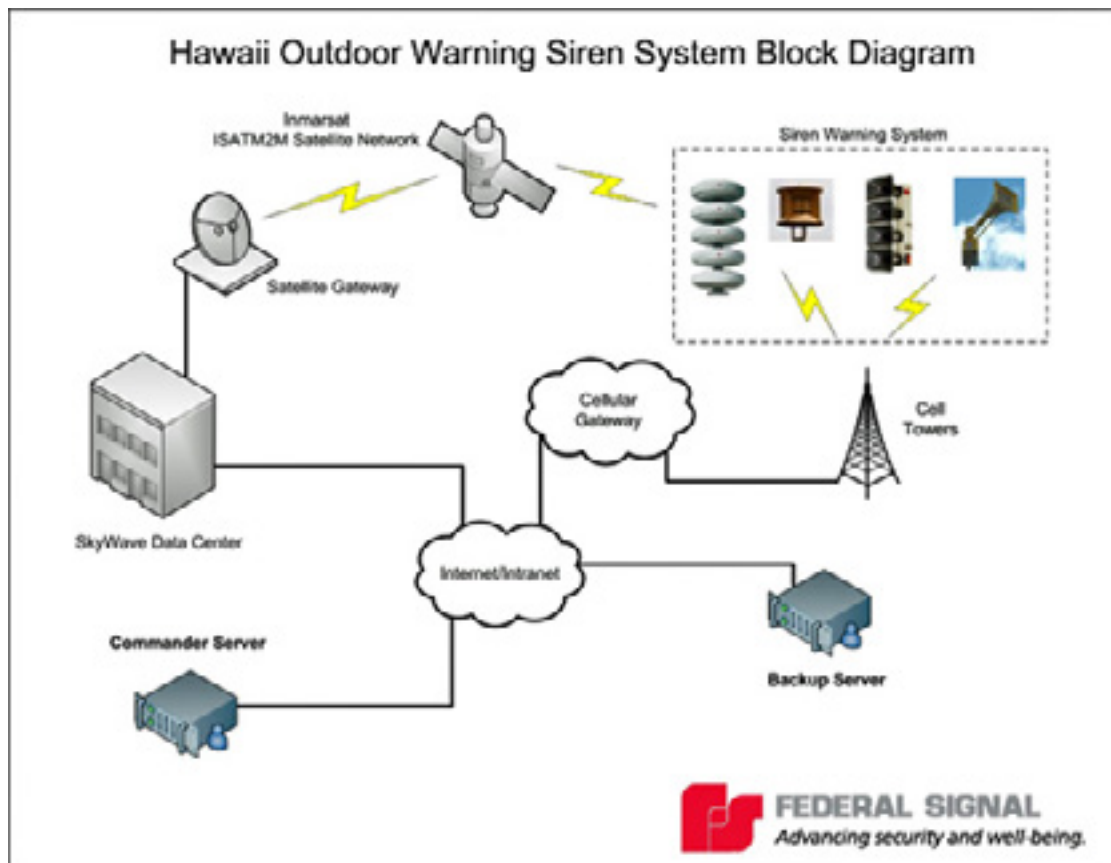 Hawaii Outdoor Warning Siren System Block Diagram
Inmarsat
ISATM2M Satellite Network
Siren Warning System
Satellite Gateway
Cellular
Gateway
Cell
Towers
SkyWave Data Center
Internet/Intranet
Commander Server
Backup Server
FEDERAL SIGNAL
Advancing security and well-being.